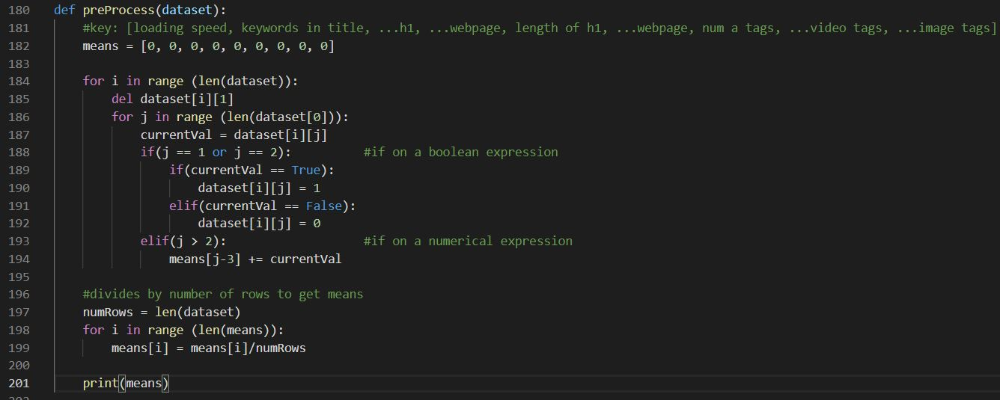 180 def preProcess(dataset):
181     #key: [loading speed, keywords in title, ...h1, ...webpage, length of h1, ...webpage, num a tags, ...video tags, ...image tags]
182     means = [0, 0, 0, 0, 0, 0, 0, 0, 0]
183
184     for i in range (len(dataset)):
185         del dataset[i][1]
186         for j in range (len(dataset[0])):
187             currentVal = dataset[i][j]
188             if(j == 1 or j == 2):          #if on a boolean expression
189                 if(currentVal == True):
190                     dataset[i][j] = 1
191                 elif(currentVal == False):
192                     dataset[i][j] = 0
193             elif(j > 2):                   #if on a numerical expression
194                 means[j-3] += currentVal
195
196     #divides by number of rows to get means
197     numRows = len(dataset)
198     for i in range (len(means)):
199         means[i] = means[i]/numRows
200
201     print(means)